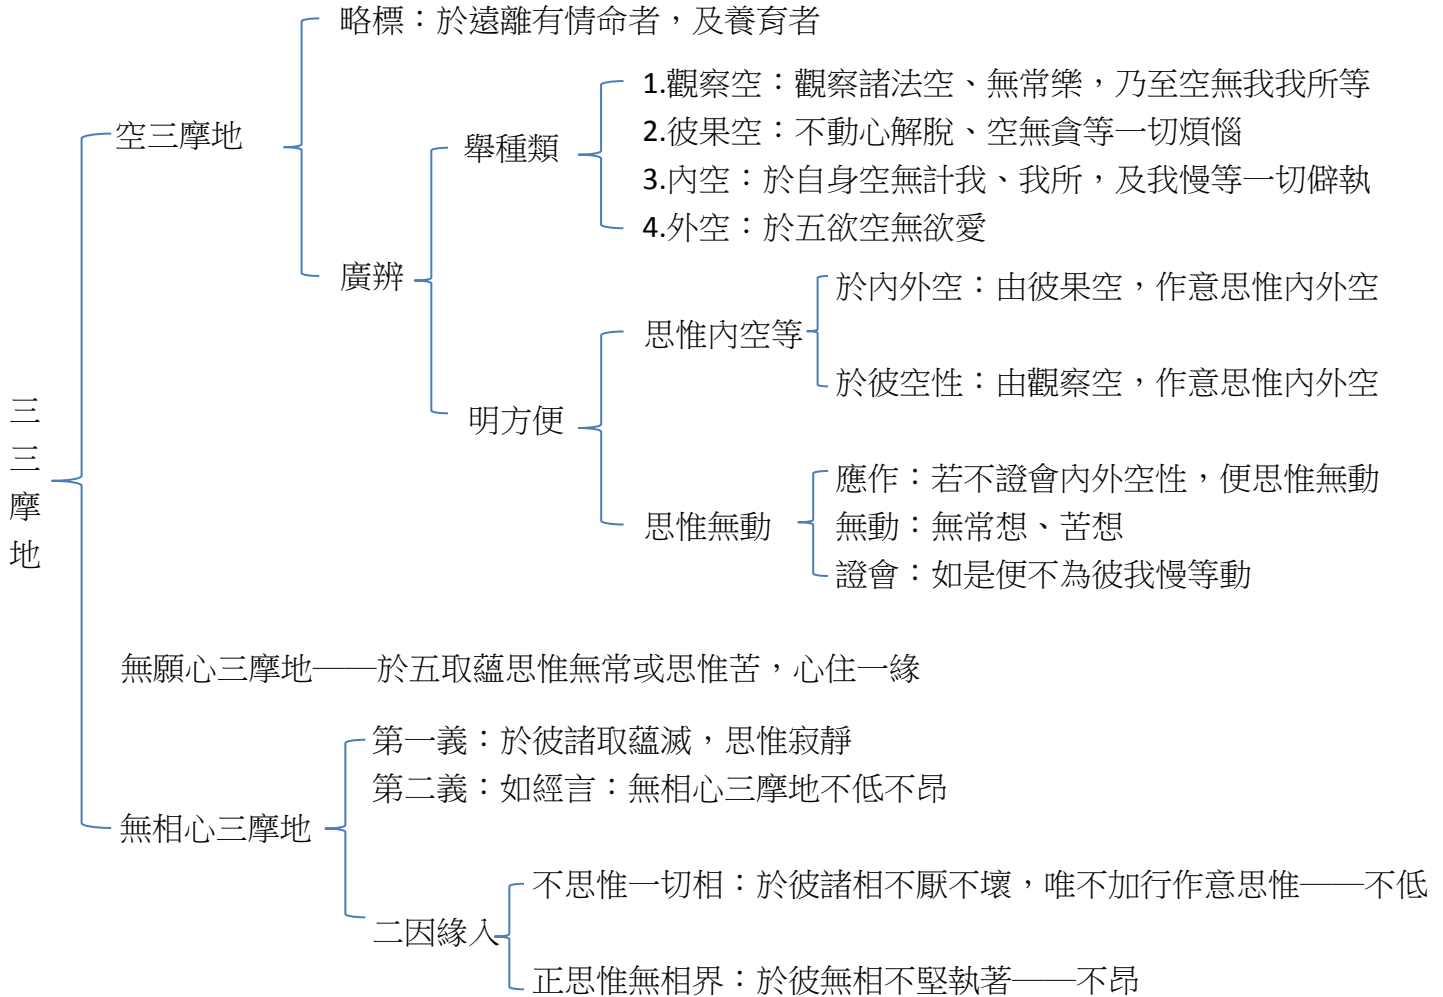 三三摩地
空三摩地
略標：於遠離有情命者，及養育者
廣辨
舉種類
1.觀察空：觀察諸法空、無常樂，乃至空無我我所等
2.彼果空：不動心解脫、空無貪等一切煩惱
3.內空：於自身空無計我、我所，及我慢等一切僻執
4.外空：於五欲空無欲愛
明方便
思惟內空等
於內外空：由彼果空，作意思惟內外空
於彼空性：由觀察空，作意思惟內外空
思惟無動
應作：若不證會內外空性，便思惟無動
無動：無常想、苦想
證會：如是便不為彼我慢等動
無願心三摩地──於五取蘊思惟無常或思惟苦，心住一緣
無相心三摩地
第一義：於彼諸取蘊滅，思惟寂靜
第二義：如經言：無相心三摩地不低不昂
二因緣入
不思惟一切相：於彼諸相不厭不壞，唯不加行作意思惟──不低
正思惟無相界：於彼無相不堅執著──不昂